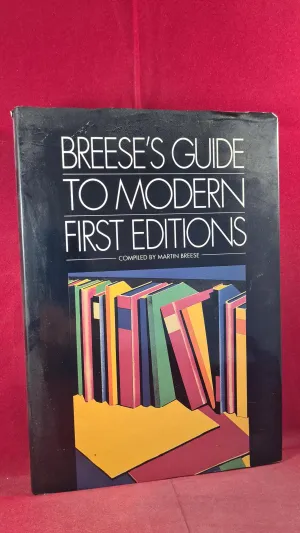 BREESE'S GUIDE
TO MODERN
FIRST EDITIONS
COMPILED BY MARTIN BREESE